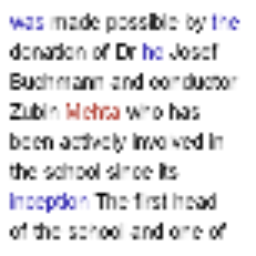 was made possible by the
donation of Dr hc Josef
Buchmann and conductor
Zubin Mehta who has
been actively involved in
the school since its
inception The first head
of the school and one of